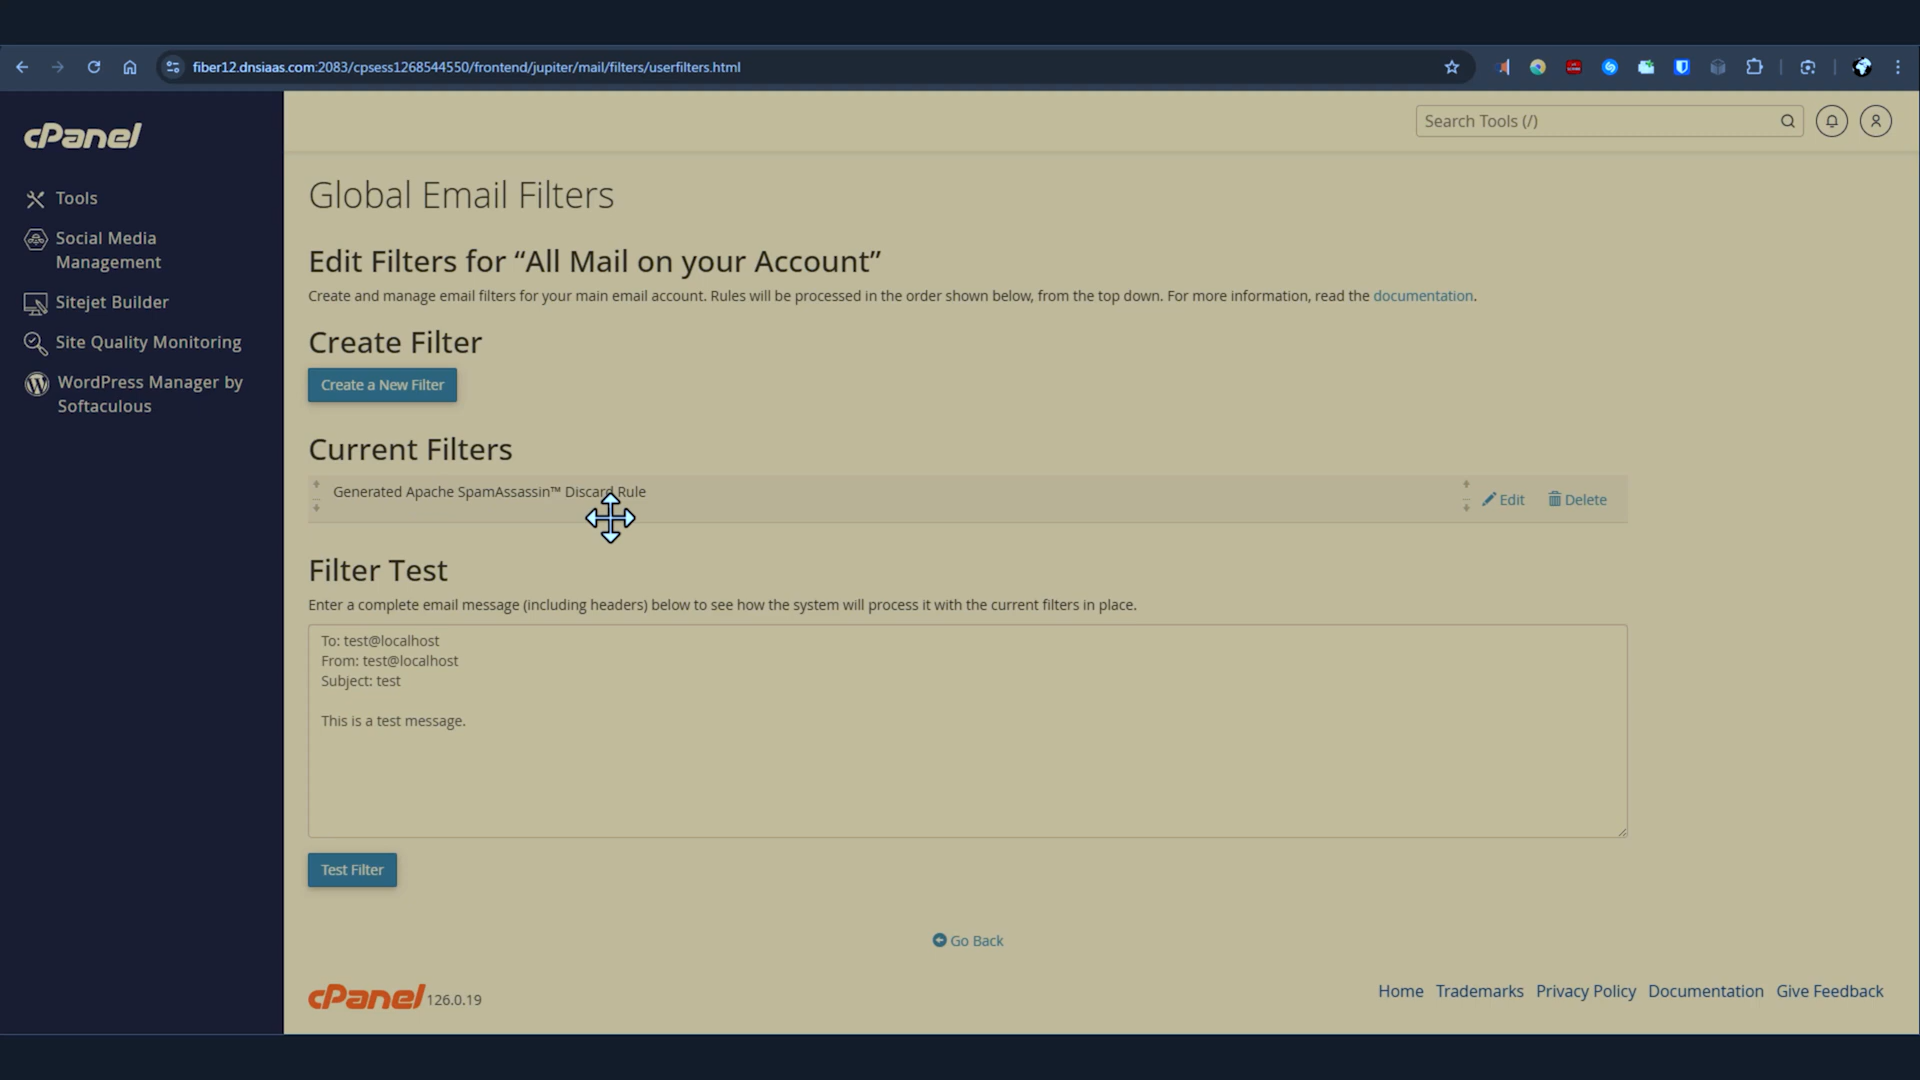 fiber12.dnsiaas.com:2083/cpsess1268544550/frontend/jupiter/mail/filters/userfilters.html
cPanel
Search Tools (/)
Tools
Social Media
Management
Sitejet Builder
Site Quality Monitoring
WordPress Manager by
Softaculous
Global Email Filters
Edit Filters for “All Mail on your Account”
Create and manage email filters for your main email account. Rules will be processed in the order shown below, from the top down. For more information, read the documentation.
Create Filter
Create a New Filter
Current Filters
Generated Apache SpamAssassin™ Discard Rule
Edit
Delete
Filter Test
Enter a complete email message (including headers) below to see how the system will process it with the current filters in place.
To: test@localhost
From: test@localhost
Subject: test
This is a test message.
Test Filter
Go Back
cPanel 126.0.19
Home Trademarks Privacy Policy Documentation Give Feedback